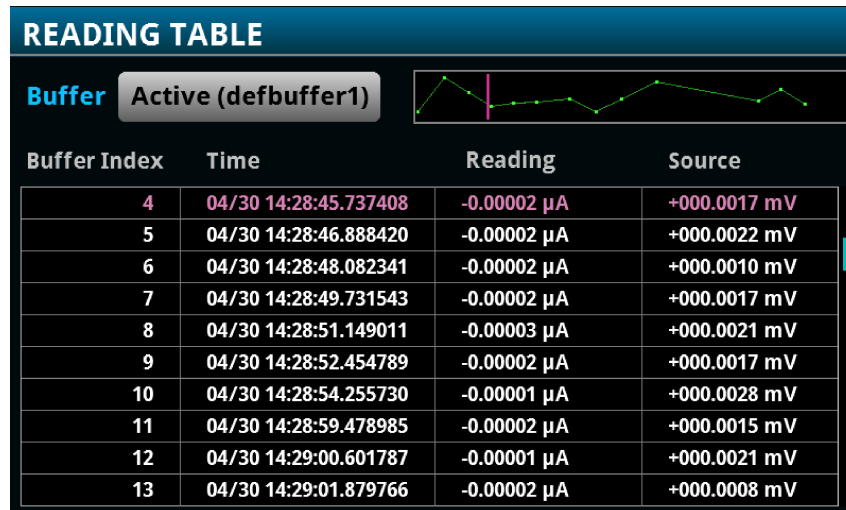 READING TABLE
Buffer Active (defbuffer1)
Buffer Index Time Reading Source
4 04/30 14:28:45.737408 -0.00002 µA +000.0017 mV
5 04/30 14:28:46.888420 -0.00002 µA +000.0022 mV
6 04/30 14:28:48.082341 -0.00002 µA +000.0010 mV
7 04/30 14:28:49.731543 -0.00002 µA +000.0017 mV
8 04/30 14:28:51.149011 -0.00003 µA +000.0021 mV
9 04/30 14:28:52.454789 -0.00002 µA +000.0017 mV
10 04/30 14:28:54.255730 -0.00001 µA +000.0028 mV
11 04/30 14:28:59.478985 -0.00002 µA +000.0015 mV
12 04/30 14:29:00.601787 -0.00001 µA +000.0021 mV
13 04/30 14:29:01.879766 -0.00002 µA +000.0008 mV